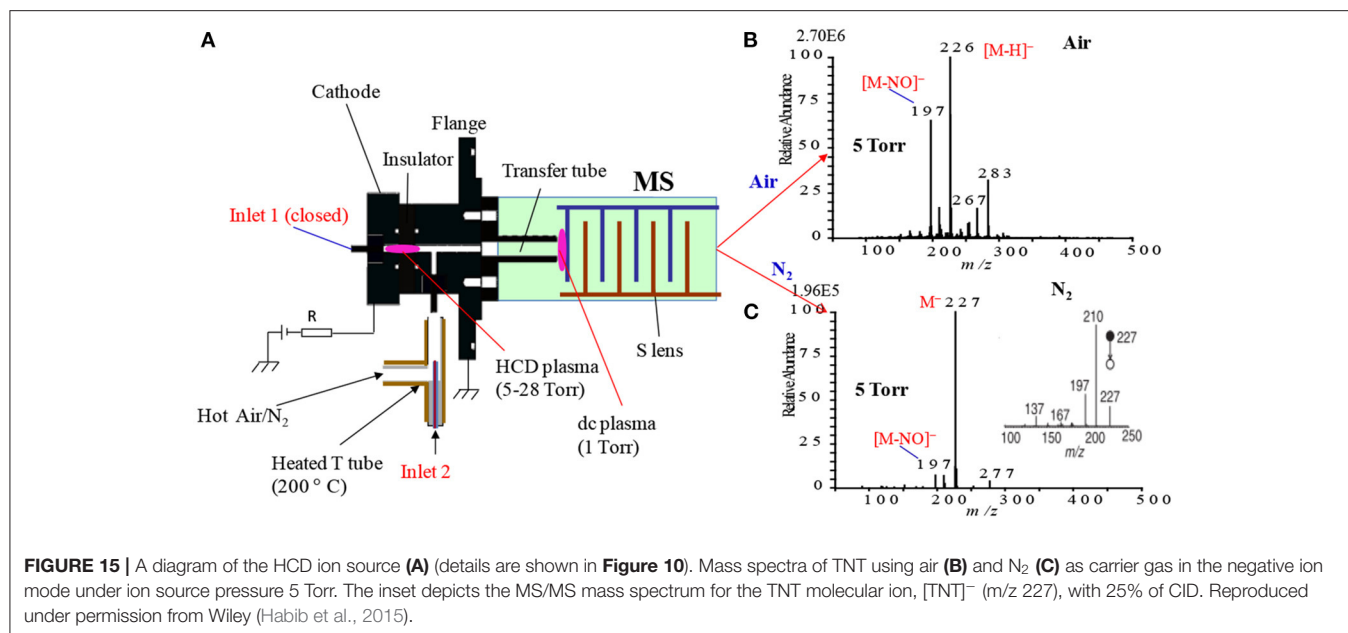 A
Cathode
Flange
Insulator
Transfer tube
MS
Inlet 1 (closed)
R
S lens
HCD plasma
(5-28 Torr)
Hot Air/N₂
dc plasma
(1 Torr)
Heated T tube
(200 ° C)
Inlet 2
Air
N₂
B
2.70E6
Air
100
75
50
25
0
Relative Abundance
226
[M-H]⁻
[M-NO]⁻
197
5 Torr
267
283
100 200 300 400 500
m/z
C
1.96E5
N₂
100
75
50
25
0
Relative Abundance
M⁻ 227
5 Torr
[M-NO]⁻
197
277
100 200 300 400 500
m/z
210
227
197
227
137
167
100 150 200 250
m/z
FIGURE 15 | A diagram of the HCD ion source (A) (details are shown in Figure 10). Mass spectra of TNT using air (B) and N₂ (C) as carrier gas in the negative ion
mode under ion source pressure 5 Torr. The inset depicts the MS/MS mass spectrum for the TNT molecular ion, [TNT]⁻ (m/z 227), with 25% of CID. Reproduced
under permission from Wiley (Habib et al., 2015).